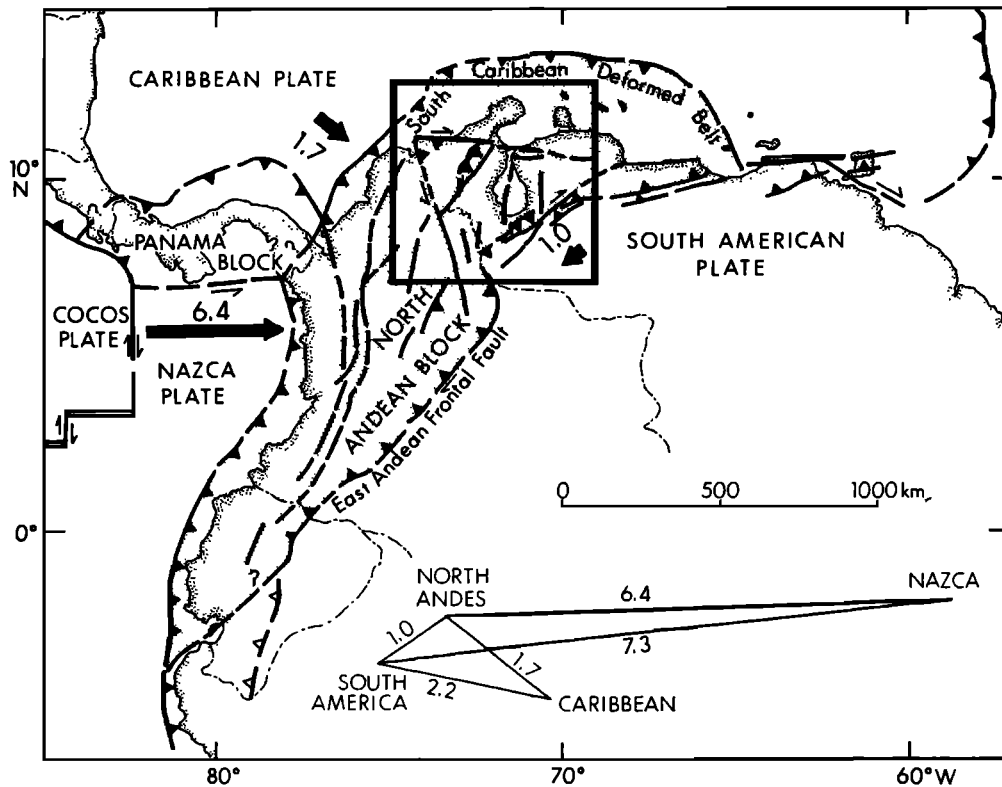 CARIBBEAN PLATE
South Caribbean Deformed Belt
1.7
10°
N
PANAMA
BLOCK
?
COCOS
PLATE
6.4
NAZCA
PLATE
NORTH
ANDEAN BLOCK
East Andean Frontal Fault
1.0
SOUTH AMERICAN
PLATE
0 500 1000 km
0°
?
NORTH
ANDES
6.4
NAZCA
1.0
7.3
1.7
SOUTH
AMERICA
2.2
CARIBBEAN
80° 70° 60° W